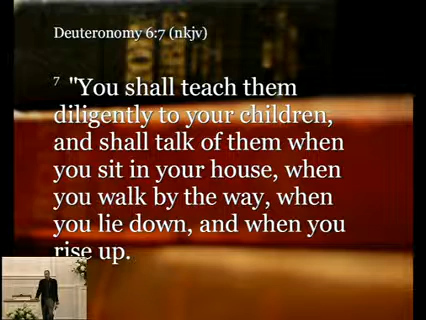 Deuteronomy 6:7 (nkjv)
7 "You shall teach them
diligently to your children,
and shall talk of them when
you sit in your house, when
you walk by the way, when
you lie down, and when you
rise up.